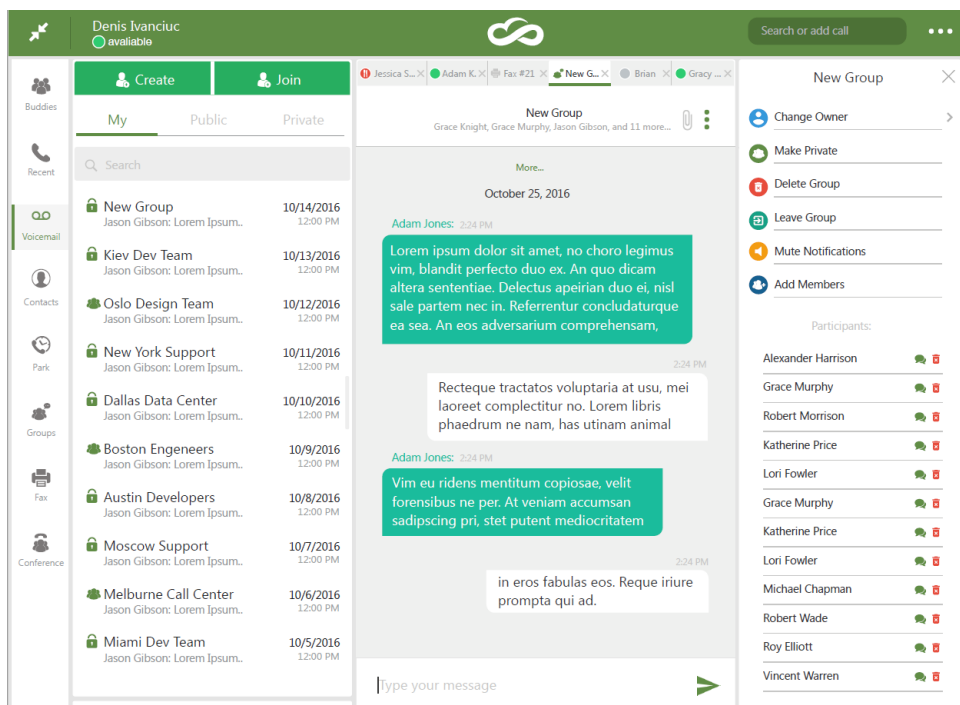 Denis Ivanciuc
avaliable
Search or add call
Buddies
Recent
Voicemail
Contacts
Park
Groups
Fax
Conference
Create
Join
My
Public
Private
Search
New Group
10/14/2016
Jason Gibson: Lorem Ipsum..
12:00 PM
Kiev Dev Team
10/13/2016
Jason Gibson: Lorem Ipsum..
12:00 PM
Oslo Design Team
10/12/2016
Jason Gibson: Lorem Ipsum..
12:00 PM
New York Support
10/11/2016
Jason Gibson: Lorem Ipsum..
12:00 PM
Dallas Data Center
10/10/2016
Jason Gibson: Lorem Ipsum..
12:00 PM
Boston Engeneers
10/9/2016
Jason Gibson: Lorem Ipsum..
12:00 PM
Austin Developers
10/8/2016
Jason Gibson: Lorem Ipsum..
12:00 PM
Moscow Support
10/7/2016
Jason Gibson: Lorem Ipsum..
12:00 PM
Melburne Call Center
10/6/2016
Jason Gibson: Lorem Ipsum..
12:00 PM
Miami Dev Team
10/5/2016
Jason Gibson: Lorem Ipsum..
12:00 PM
Jessica S...
Adam K.
Fax #21
New G...
Brian
Gracy ...
New Group
Grace Knight, Grace Murphy, Jason Gibson, and 11 more...
More...
October 25, 2016
Adam Jones: 2:24 PM
Lorem ipsum dolor sit amet, no choro legimus
vim, blandit perfecto duo ex. An quo dicam
altera sententiae. Delectus apeirian duo ei, nisl
sale partem nec in. Referrentur concludaturque
ea sea. An eos adversarium comprehensam,
2:24 PM
Recteque tractatos voluptaria at usu, mei
laoreet complectitur no. Lorem libris
phaedrum ne nam, has utinam animal
Adam Jones: 2:24 PM
Vim eu ridens mentitum copiosae, velit
forensibus ne per. At veniam accumsan
sadipscing pri, stet putent mediocritatem
2:24 PM
in eros fabulas eos. Reque iriure
prompta qui ad.
Type your message
New Group
Change Owner
Make Private
Delete Group
Leave Group
Mute Notifications
Add Members
Participants:
Alexander Harrison
Grace Murphy
Robert Morrison
Katherine Price
Lori Fowler
Grace Murphy
Katherine Price
Lori Fowler
Michael Chapman
Robert Wade
Roy Elliott
Vincent Warren